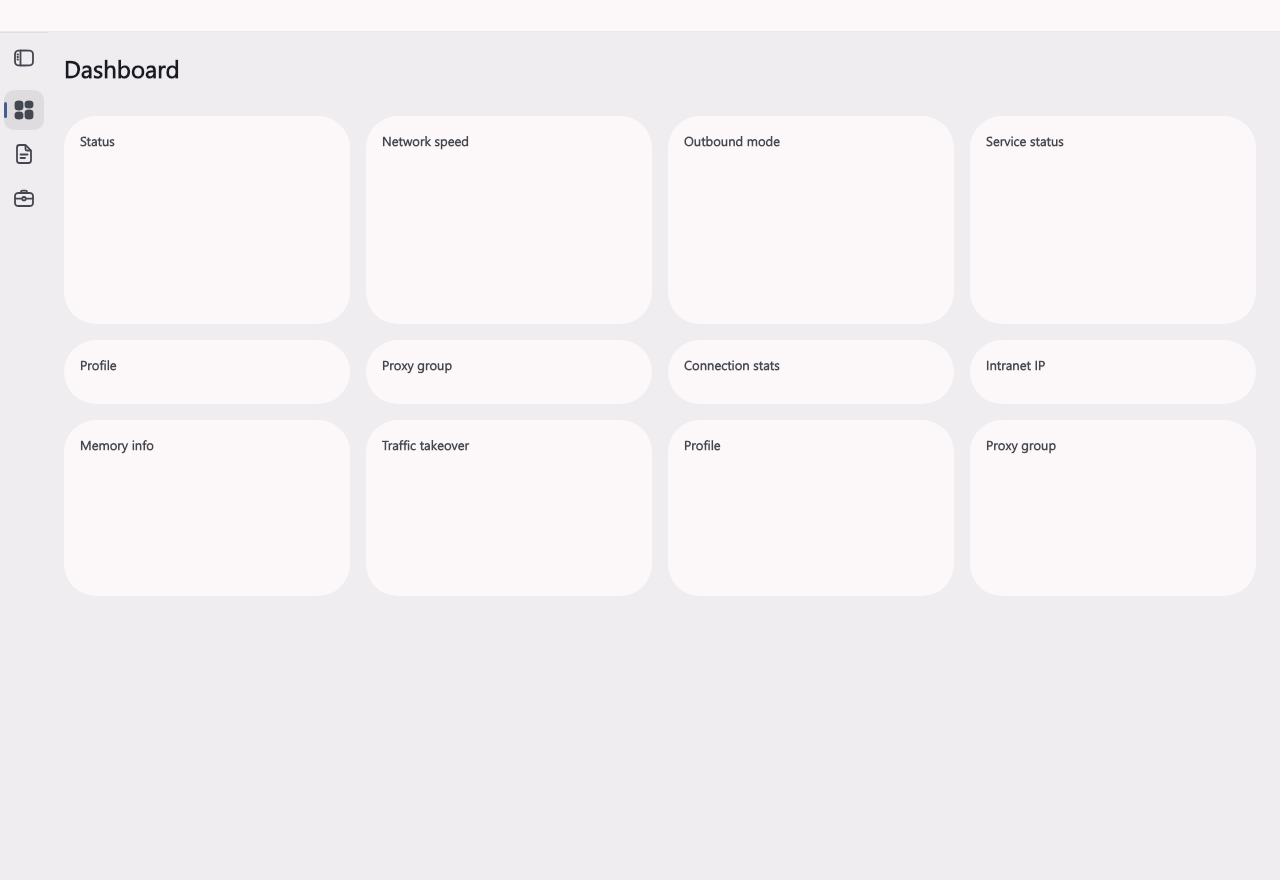 Dashboard
Status
Network speed
Outbound mode
Service status
Profile
Proxy group
Connection stats
Intranet IP
Memory info
Traffic takeover
Profile
Proxy group